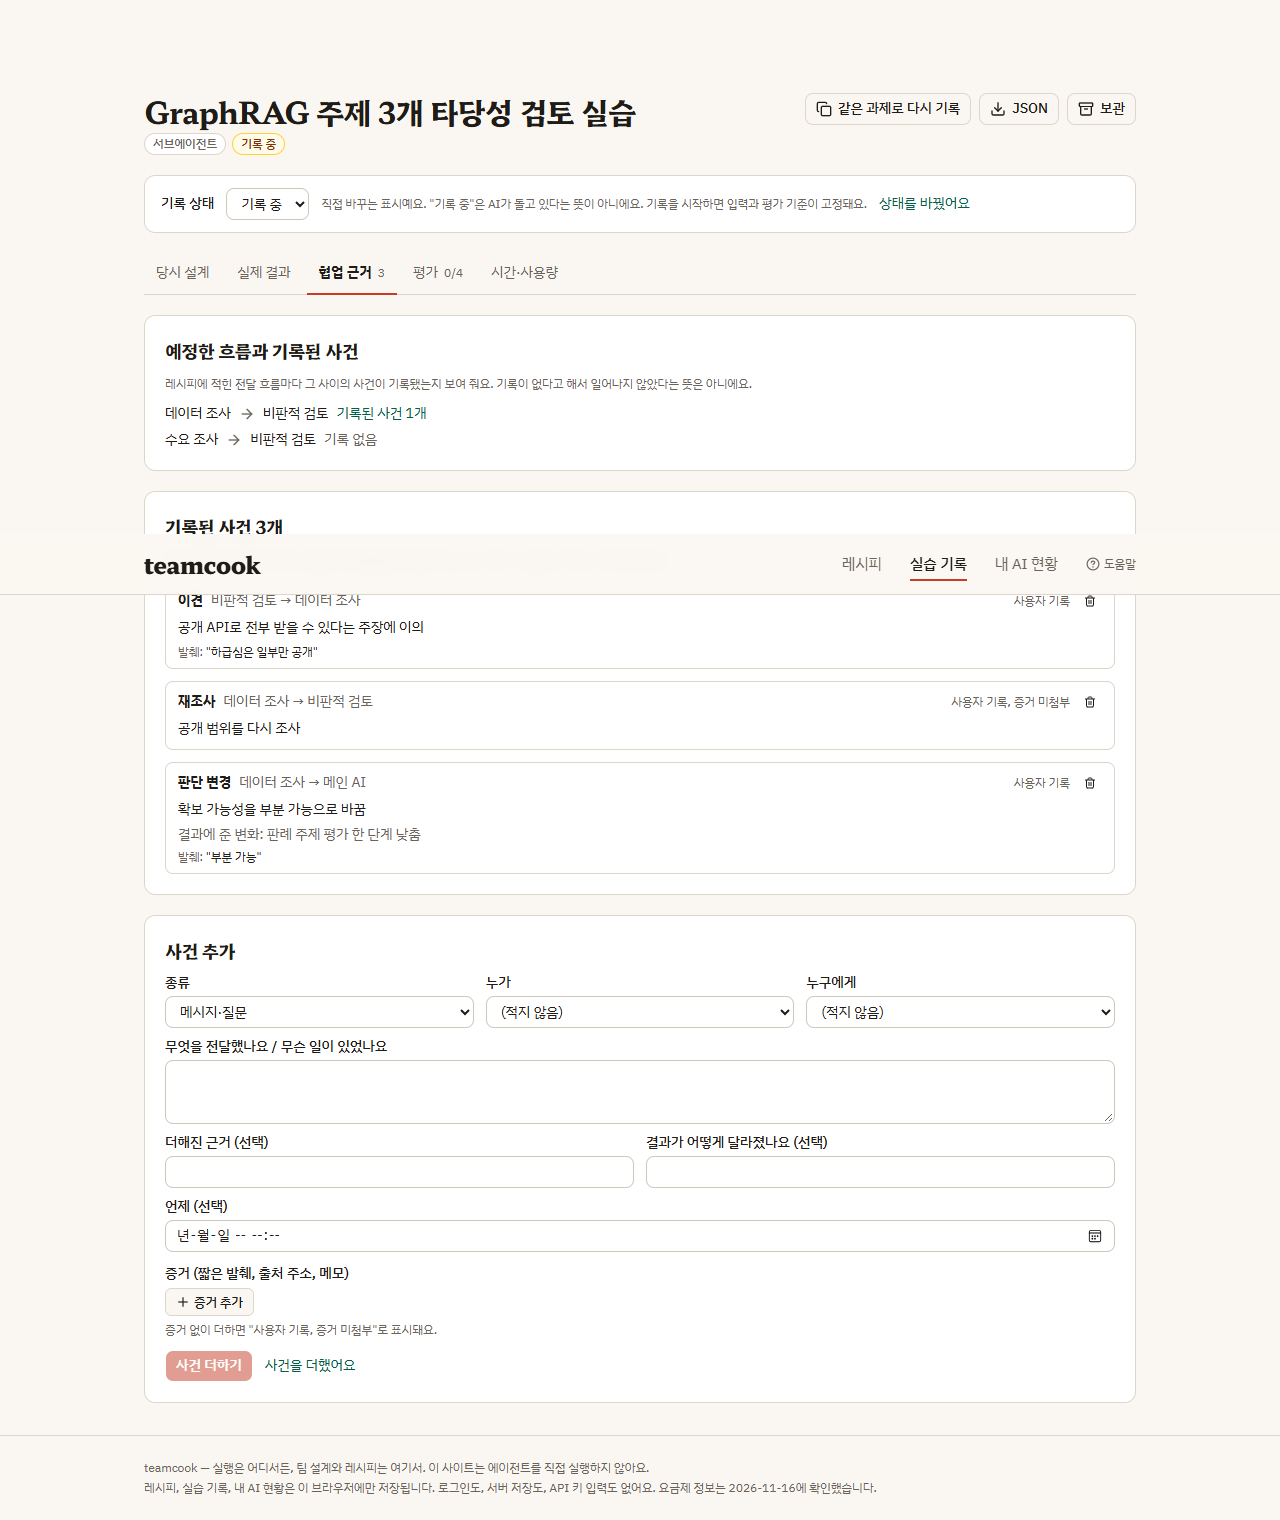 GraphRAG 주제 3개 타당성 검토 실습
같은 과제로 다시 기록
JSON
보관
서브에이전트
기록 중
기록 상태
기록 중
직접 바꾸는 표시예요. "기록 중"은 AI가 돌고 있다는 뜻이 아니에요. 기록을 시작하면 입력과 평가 기준이 고정돼요.
상태를 바꿨어요
당시 설계
실제 결과
협업 근거 3
평가 0/4
시간·사용량
예정한 흐름과 기록된 사건
레시피에 적힌 전달 흐름마다 그 사이의 사건이 기록됐는지 보여 줘요. 기록이 없다고 해서 일어나지 않았다는 뜻은 아니에요.
데이터 조사 → 비판적 검토 기록된 사건 1개
수요 조사 → 비판적 검토 기록 없음
기록된 사건 3개
teamcook
레시피
실습 기록
내 AI 현황
도움말
이견 비판적 검토 → 데이터 조사
사용자 기록
공개 API로 전부 받을 수 있다는 주장에 이의
발췌: "하급심은 일부만 공개"
재조사 데이터 조사 → 비판적 검토
사용자 기록, 증거 미첨부
공개 범위를 다시 조사
판단 변경 데이터 조사 → 메인 AI
사용자 기록
확보 가능성을 부분 가능으로 바꿈
결과에 준 변화: 판례 주제 평가 한 단계 낮춤
발췌: "부분 가능"
사건 추가
종류
누가
누구에게
메시지·질문
(적지 않음)
(적지 않음)
무엇을 전달했나요 / 무슨 일이 있었나요
더해진 근거 (선택)
결과가 어떻게 달라졌나요 (선택)
언제 (선택)
년-월-일 -- --:--
증거 (짧은 발췌, 출처 주소, 메모)
증거 추가
증거 없이 더하면 "사용자 기록, 증거 미첨부"로 표시돼요.
사건 더하기
사건을 더했어요
teamcook — 실행은 어디서든, 팀 설계와 레시피는 여기서. 이 사이트는 에이전트를 직접 실행하지 않아요.
레시피, 실습 기록, 내 AI 현황은 이 브라우저에만 저장됩니다. 로그인도, 서버 저장도, API 키 입력도 없어요. 요금제 정보는 2026-11-16에 확인했습니다.